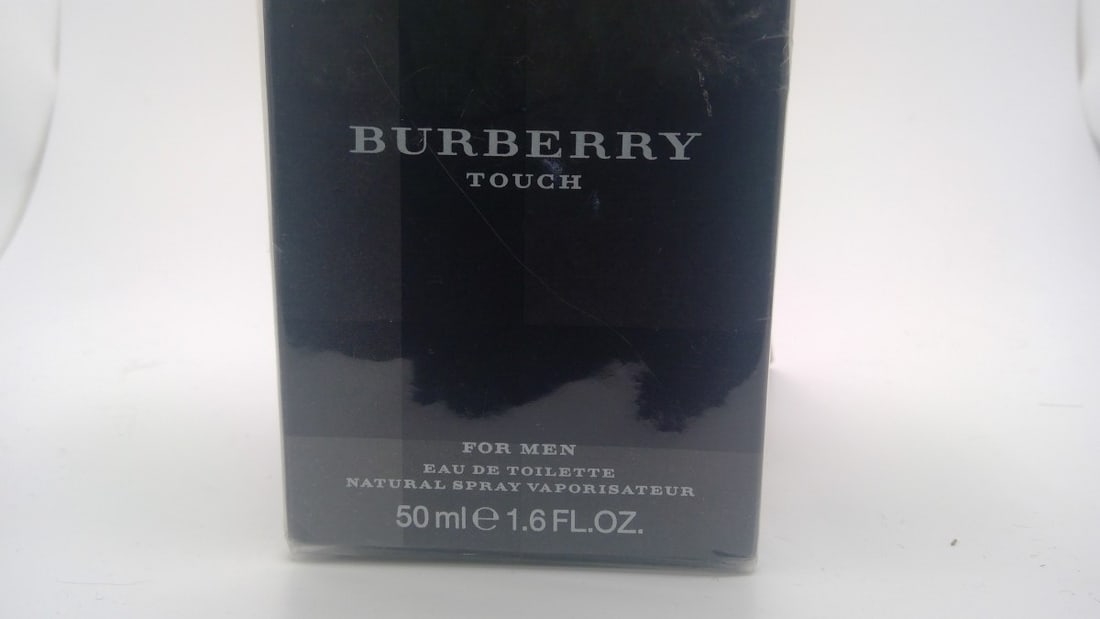 BURBERRY
TOUCH
FOR MEN
EAU DE TOILETTE
NATURAL SPRAY VAPORISATEUR
50 ml ℮ 1.6 FL.OZ.